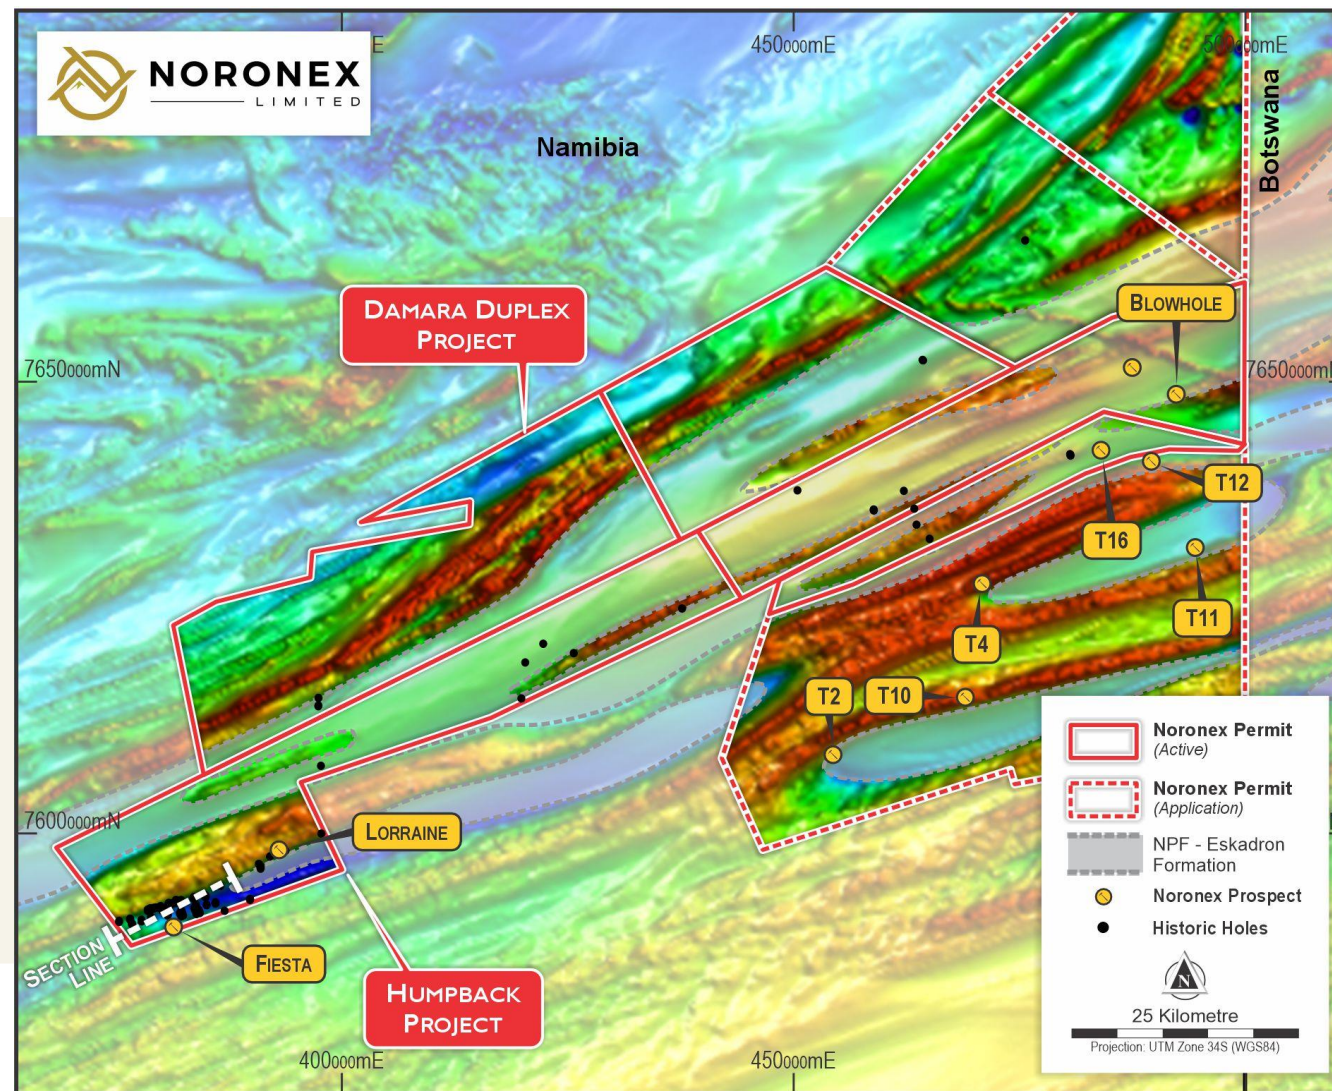 NORONEX
LIMITED
E
450000mE
500000mE
Namibia
Botswana
BLOWHOLE
DAMARA DUPLEX
PROJECT
7650000mN
7650000m
T12
T16
T11
T4
T2
T10
7600000mN
LORRAINE
SECTION
LINE
FIESTA
HUMPBACK
PROJECT
400000mE
450000mE
Noronex Permit
(Active)
Noronex Permit
(Application)
NPF - Eskadron
Formation
Noronex Prospect
Historic Holes
N
25 Kilometre
Projection: UTM Zone 34S (WGS84)